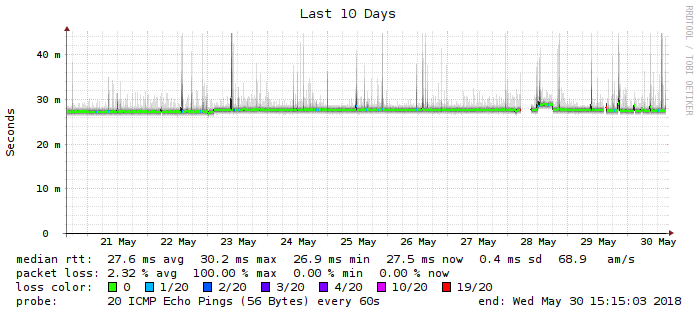 Last 10 Days
RRDTOOL / TOBI OETIKER
Seconds
40 m
30 m
20 m
10 m
0
21 May 22 May 23 May 24 May 25 May 26 May 27 May 28 May 29 May 30 May
median rtt: 27.6 ms avg 30.2 ms max 26.9 ms min 27.5 ms now 0.4 ms sd 68.9 am/s
packet loss: 2.32 % avg 100.00 % max 0.00 % min 0.00 % now
loss color: 0 1/20 2/20 3/20 4/20 10/20 19/20
probe: 20 ICMP Echo Pings (56 Bytes) every 60s end: Wed May 30 15:15:03 2018